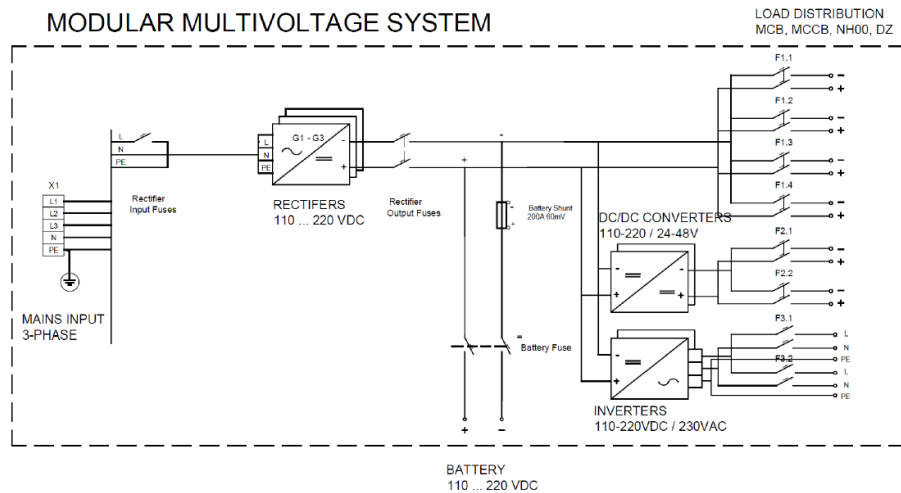 MODULAR MULTIVOLTAGE SYSTEM
LOAD DISTRIBUTION
MCB, MCCB, NH00, DZ
F1.1
-
+
F1.2
-
+
F1.3
-
+
F1.4
-
+
L
N
PE
Rectifier
Input Fuses
X1
L1
L2
L3
N
PE
MAINS INPUT
3-PHASE
L
N
PE
G1 - G3
-
+
RECTIFIERS
110 ... 220 VDC
Rectifier
Output Fuses
-
+
-
+
Battery Shunt
200A 60mV
Battery Fuse
+
-
DC/DC CONVERTERS
110-220 / 24-48V
-
+
-
+
F2.1
-
+
F2.2
-
+
-
+
INVERTERS
110-220VDC / 230VAC
F3.1
L
N
PE
F3.2
L
N
PE
BATTERY
110 ... 220 VDC